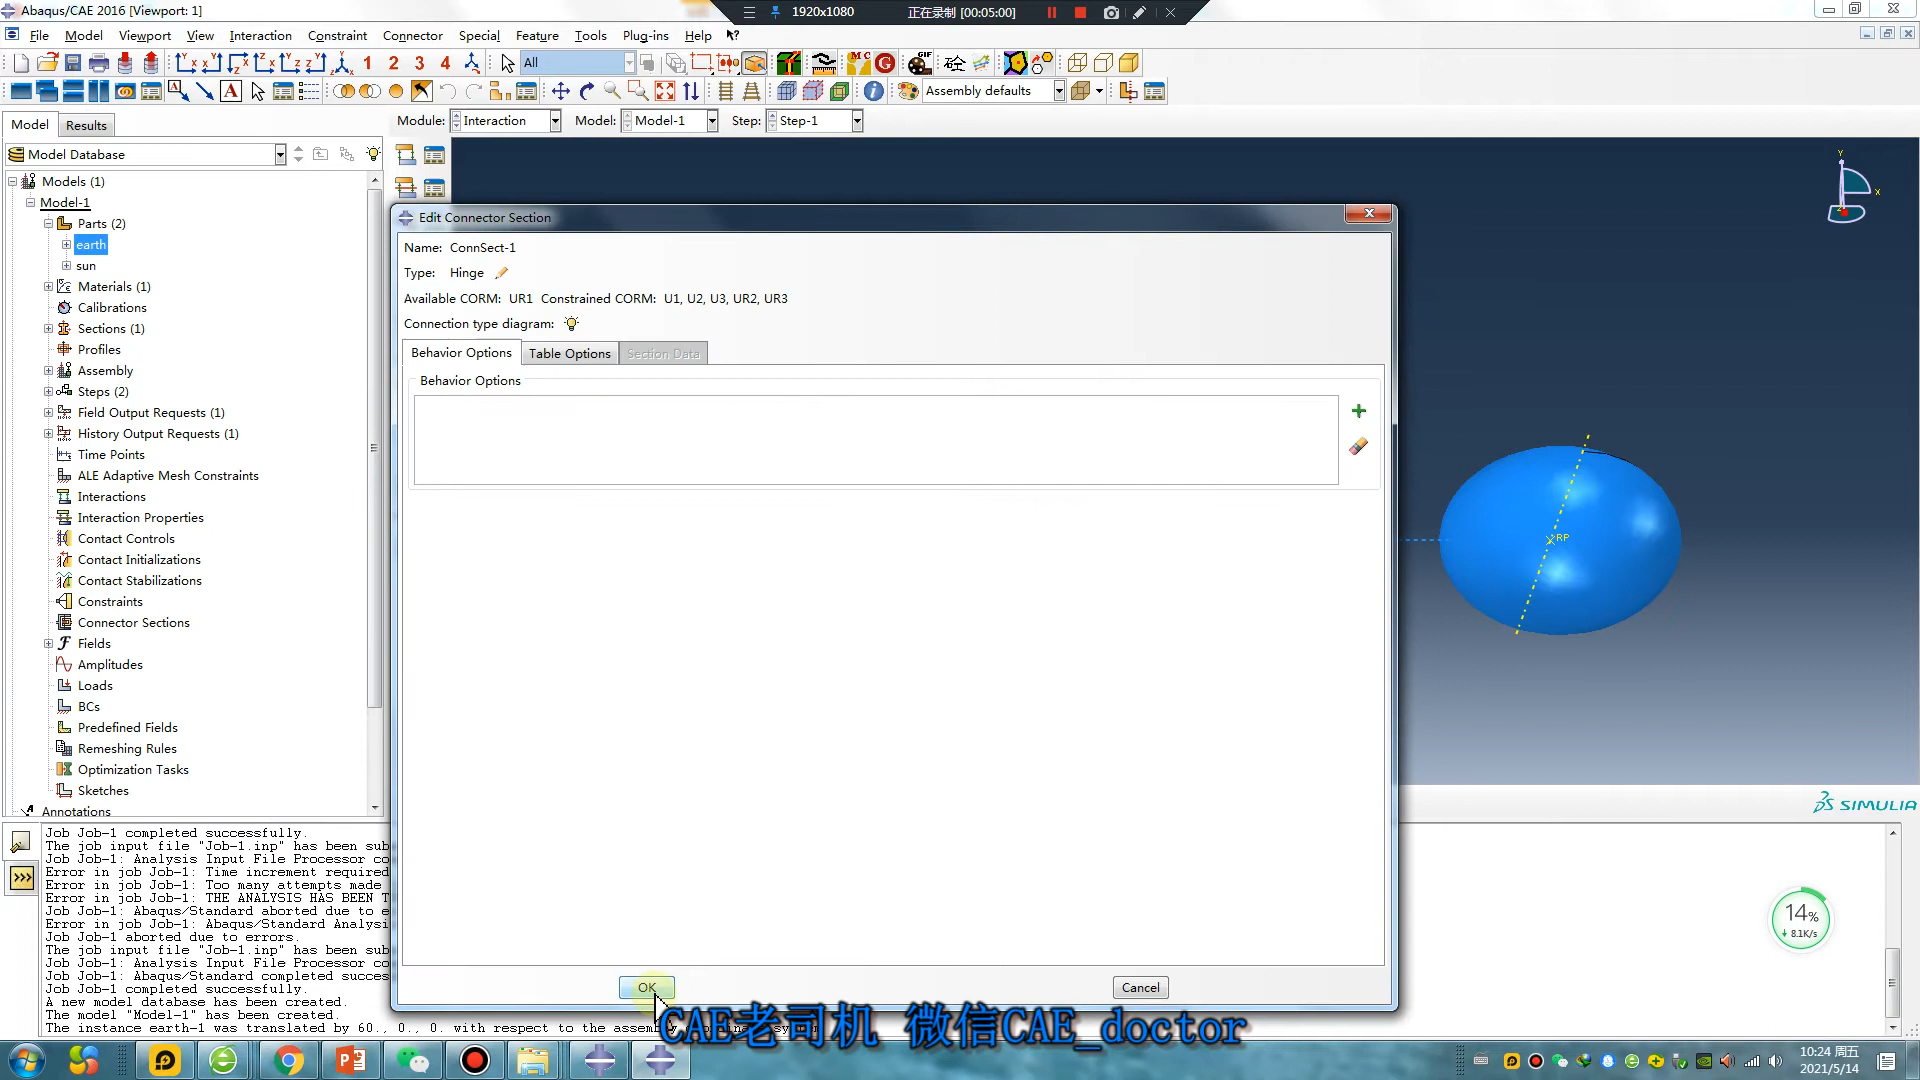 Abaqus/CAE 2016 [Viewport: 1]
1920x1080 正在录制 [00:05:00]
File Model Viewport View Interaction Constraint Connector Special Feature Tools Plug-ins Help
1 2 3 4 All
Assembly defaults
Model Results
Module: Interaction Model: Model-1 Step: Step-1
Model Database
Models (1)
Model-1
Parts (2)
earth
sun
Materials (1)
Calibrations
Sections (1)
Profiles
Assembly
Steps (2)
Field Output Requests (1)
History Output Requests (1)
Time Points
ALE Adaptive Mesh Constraints
Interactions
Interaction Properties
Contact Controls
Contact Initializations
Contact Stabilizations
Constraints
Connector Sections
Fields
Amplitudes
Loads
BCs
Predefined Fields
Remeshing Rules
Optimization Tasks
Sketches
Annotations
Edit Connector Section
Name: ConnSect-1
Type: Hinge
Available CORM: UR1 Constrained CORM: U1, U2, U3, UR2, UR3
Connection type diagram:
Behavior Options Table Options Section Data
Behavior Options
OK Cancel
Y
X
RP
SIMULIA
Job Job-1 completed successfully.
The job input file "Job-1.inp" has been sub
Job Job-1: Analysis Input File Processor co
Error in job Job-1: Time increment required
Error in job Job-1: Too many attempts made
Error in job Job-1: THE ANALYSIS HAS BEEN T
Job Job-1: Abaqus/Standard aborted due to e
Error in job Job-1: Abaqus/Standard Analysi
Job Job-1 aborted due to errors.
The job input file "Job-1.inp" has been sub
Job Job-1: Analysis Input File Processor co
Job Job-1: Abaqus/Standard completed succes
Job Job-1 completed successfully.
A new model database has been created.
The model "Model-1" has been created.
The instance earth-1 was translated by 60., 0., 0. with respect to the assembly
14%
8.1K/s
CAE老司机 微信CAE_doctor
10:24 周五
2021/5/14